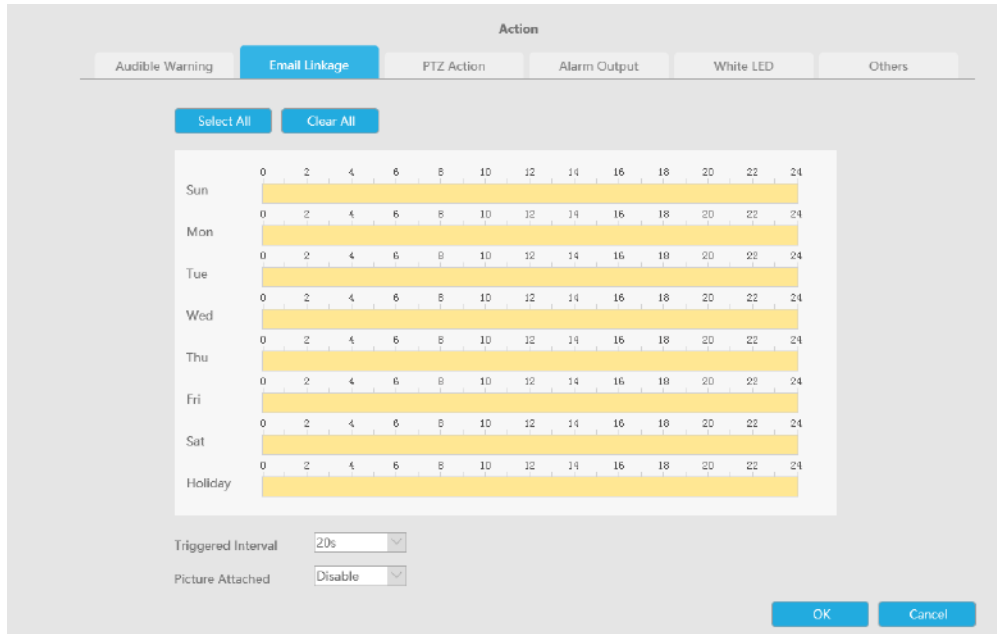 Action
Audible Warning Email Linkage PTZ Action Alarm Output White LED Others
Select All Clear All
0 2 4 6 8 10 12 14 16 18 20 22 24
Sun
0 2 4 6 8 10 12 14 16 18 20 22 24
Mon
0 2 4 6 8 10 12 14 16 18 20 22 24
Tue
0 2 4 6 8 10 12 14 16 18 20 22 24
Wed
0 2 4 6 8 10 12 14 16 18 20 22 24
Thu
0 2 4 6 8 10 12 14 16 18 20 22 24
Fri
0 2 4 6 8 10 12 14 16 18 20 22 24
Sat
0 2 4 6 8 10 12 14 16 18 20 22 24
Holiday
Triggered Interval 20s
Picture Attached Disable
OK Cancel